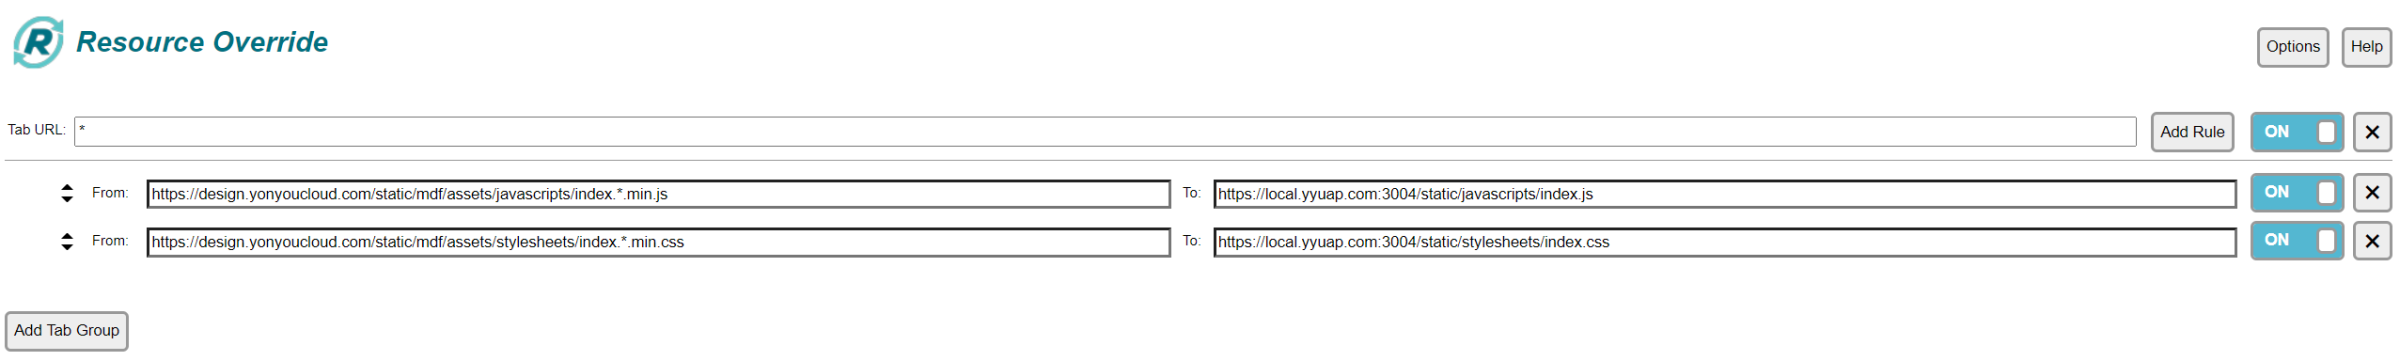 R Resource Override
Options Help
Tab URL: * Add Rule ON ×
From: https://design.yonyoucloud.com/static/mdf/assets/javascripts/index.*.min.js To: https://local.yyuap.com:3004/static/javascripts/index.js ON ×
From: https://design.yonyoucloud.com/static/mdf/assets/stylesheets/index.*.min.css To: https://local.yyuap.com:3004/static/stylesheets/index.css ON ×
Add Tab Group